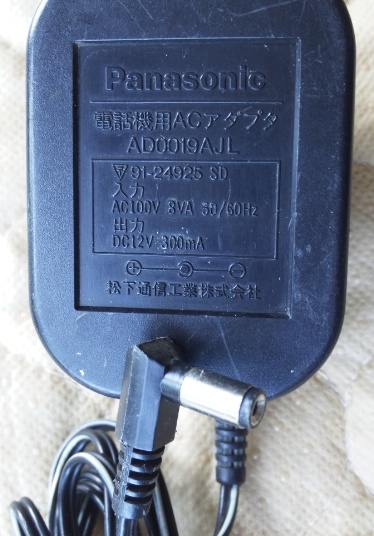 Panasonic
電話機用ACアダプタ
AD0019AJL
▽ 91-24925 SD
入力
AC100V 8VA 50/60Hz
出力
DC12V 300mA
松下通信工業株式会社